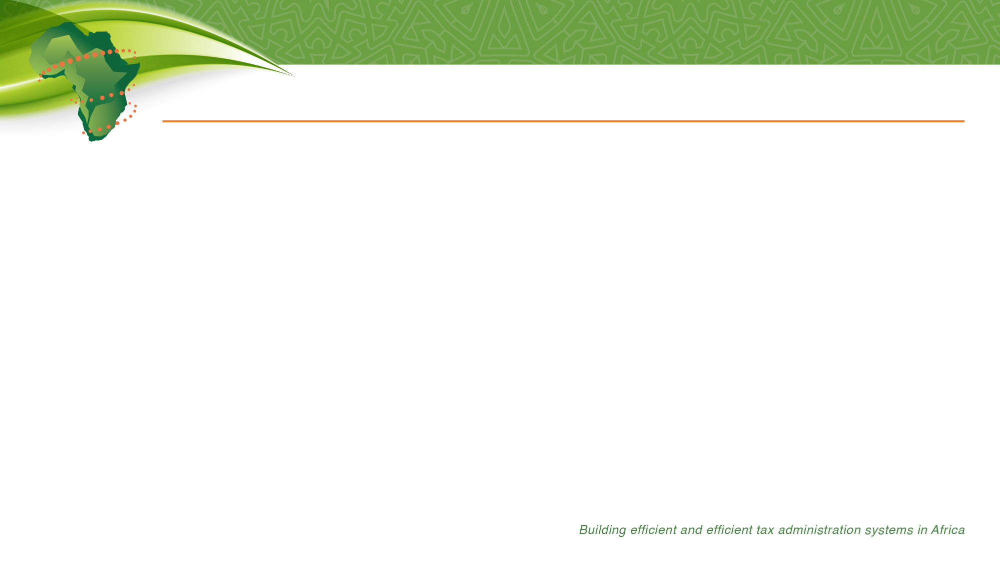 Building efficient and efficient tax administration systems in Africa